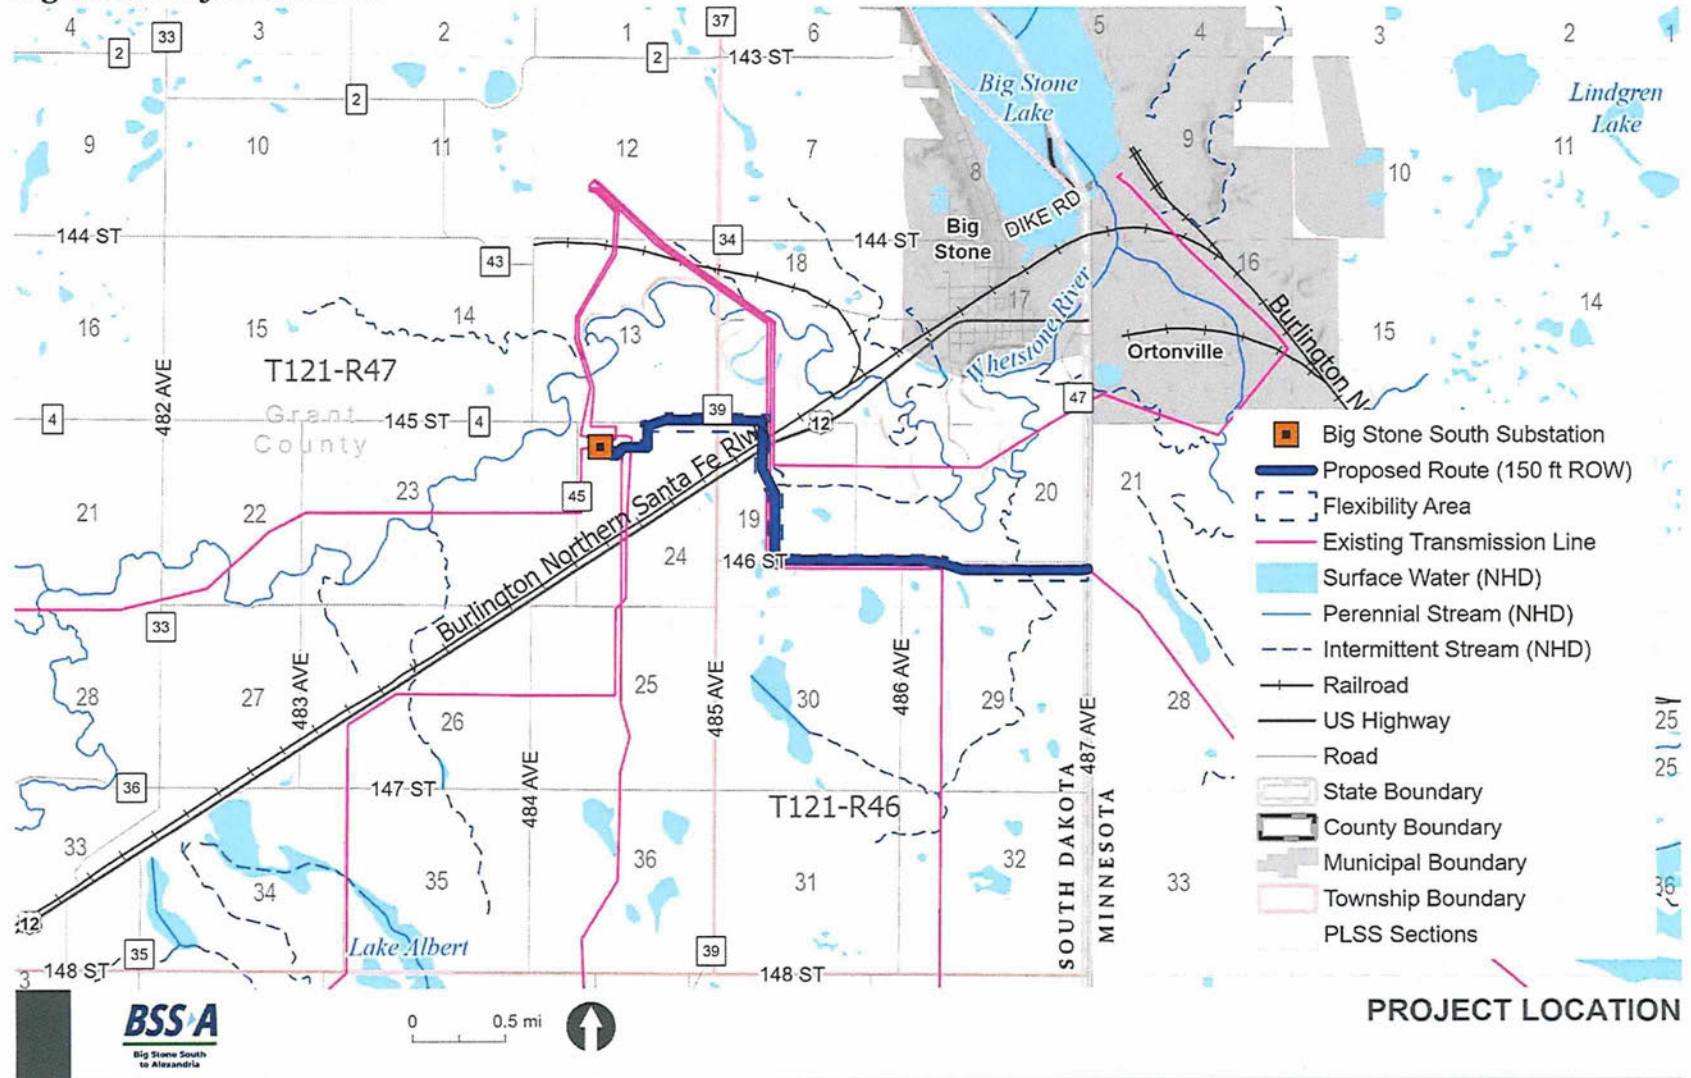 4
33
3
2
1
37
6
5
4
3
2
1
2
2
143 ST
2
Big Stone
Lake
Lindgren
Lake
9
10
11
12
7
8
9
10
11
DIKE RD
144 ST
43
34
144 ST
Big
Stone
18
17
16
16
15
14
13
14
15
Burlington N
Whetstone River
Ortonville
T121-R47
482 AVE
Grant
County
4
145 ST
4
39
12
47
Burlington Northern Santa Fe Rlwy
45
21
22
23
24
19
20
21
146 ST
33
28
27
26
25
30
29
28
483 AVE
484 AVE
485 AVE
486 AVE
487 AVE
25
25
36
147 ST
T121-R46
SOUTH DAKOTA
MINNESOTA
33
34
35
36
31
32
33
36
12
35
Lake Albert
39
3
148 ST
148 ST
Big Stone South Substation
Proposed Route (150 ft ROW)
Flexibility Area
Existing Transmission Line
Surface Water (NHD)
Perennial Stream (NHD)
Intermittent Stream (NHD)
Railroad
US Highway
Road
State Boundary
County Boundary
Municipal Boundary
Township Boundary
PLSS Sections
BSS A
Big Stone South
to Alexandria
0 0.5 mi
PROJECT LOCATION